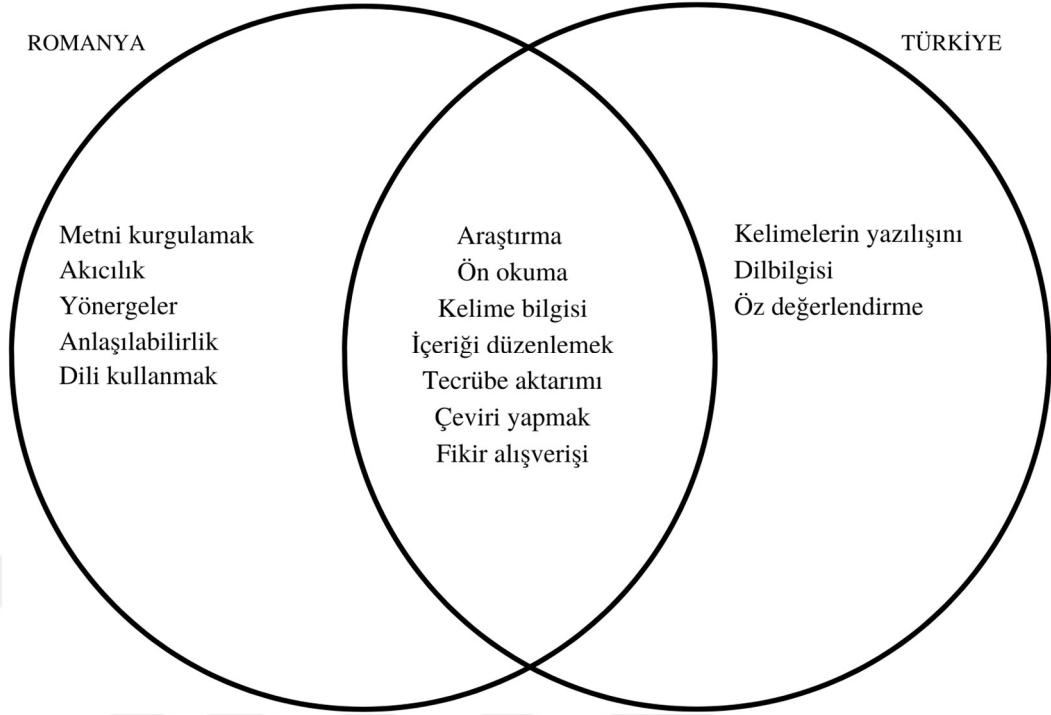 ROMANYA
TÜRKİYE
Metni kurgulamak
Akıcılık
Yönergeler
Anlaşılabilirlik
Dili kullanmak
Araştırma
Ön okuma
Kelime bilgisi
İçeriği düzenlemek
Tecrübe aktarımı
Çeviri yapmak
Fikir alışverişi
Kelimelerin yazılışını
Dilbilgisi
Öz değerlendirme